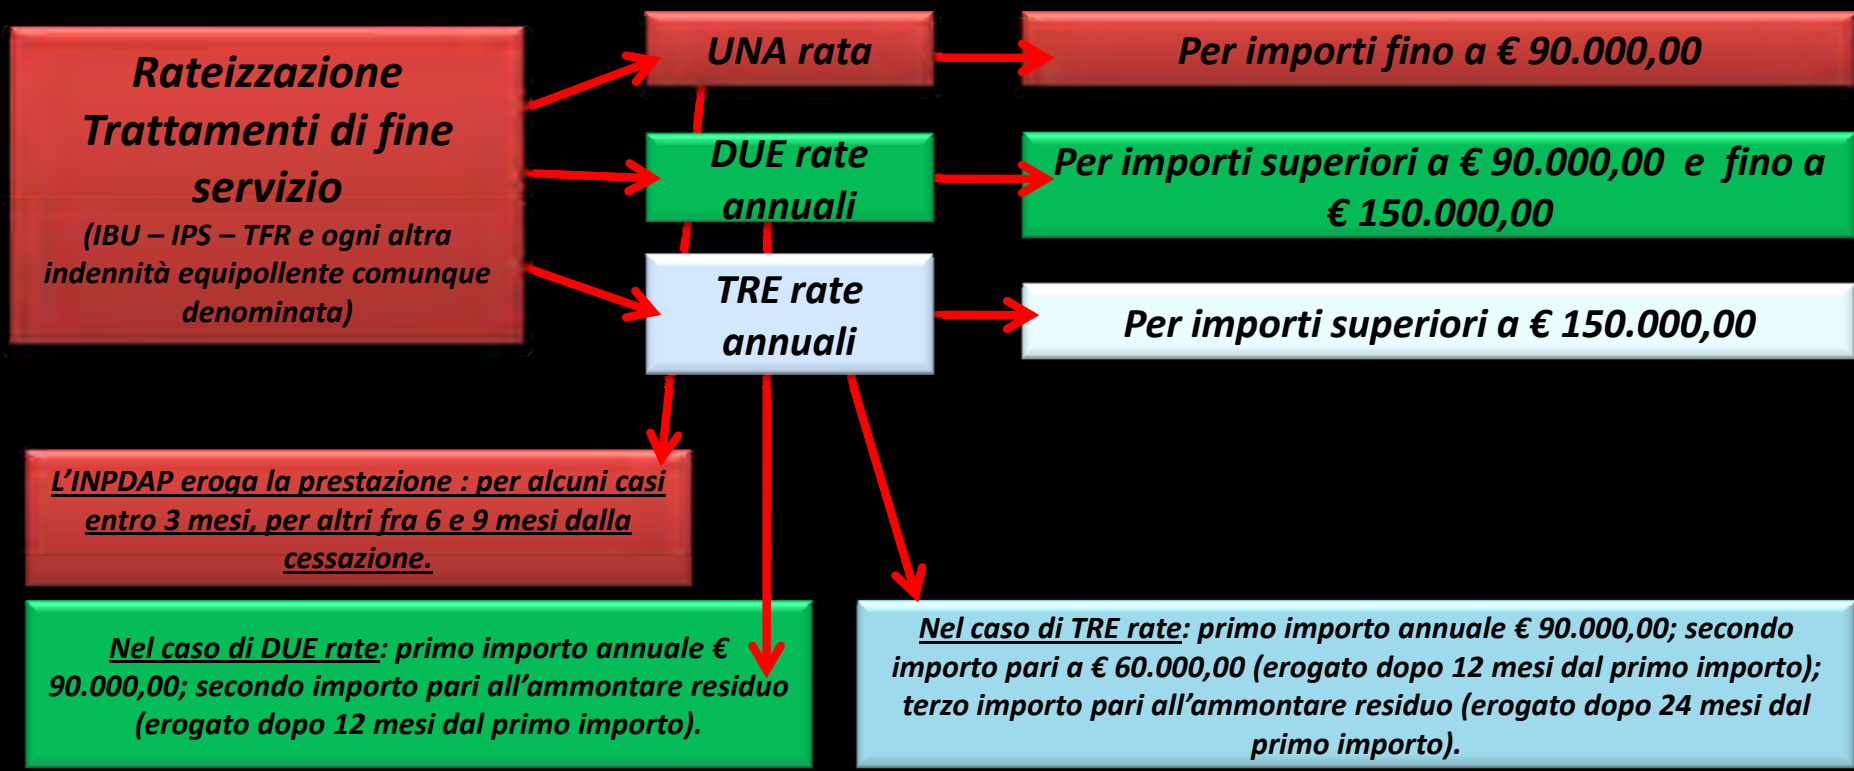 Rateizzazione
Trattamenti di fine
servizio
(IBU – IPS – TFR e ogni altra
indennità equipollente comunque
denominata)
UNA rata
Per importi fino a € 90.000,00
DUE rate
annuali
Per importi superiori a € 90.000,00 e fino a
€ 150.000,00
TRE rate
annuali
Per importi superiori a € 150.000,00
L’INPDAP eroga la prestazione : per alcuni casi
entro 3 mesi, per altri fra 6 e 9 mesi dalla
cessazione.
Nel caso di DUE rate: primo importo annuale €
90.000,00; secondo importo pari all’ammontare residuo
(erogato dopo 12 mesi dal primo importo).
Nel caso di TRE rate: primo importo annuale € 90.000,00; secondo
importo pari a € 60.000,00 (erogato dopo 12 mesi dal primo importo);
terzo importo pari all’ammontare residuo (erogato dopo 24 mesi dal
primo importo).